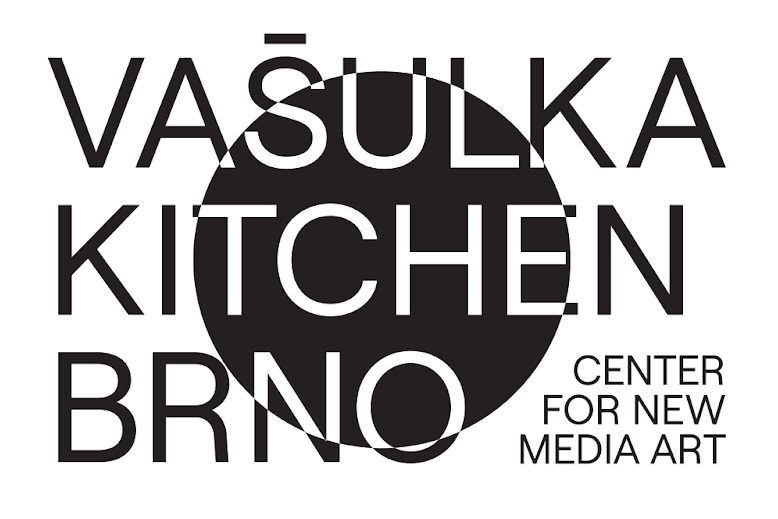 VAŠULKA
KITCHEN
BRNO
CENTER
FOR NEW
MEDIA ART